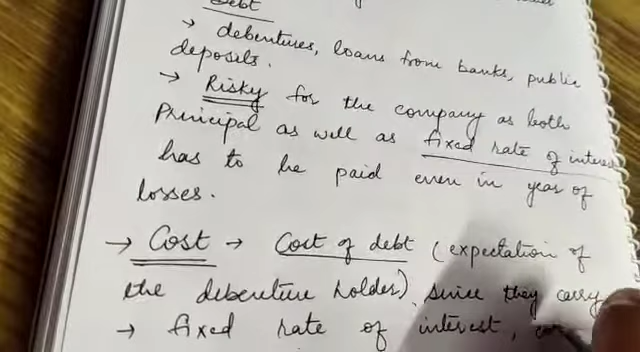 Debt
→ debentures, loans from banks, public
deposits.
→ Risky for the company as both
Principal as well as fixed rate of interest
has to be paid even in year of
losses.
→ Cost → Cost of debt (expectation of
the debenture holder), since they carry
→ fixed rate of interest,